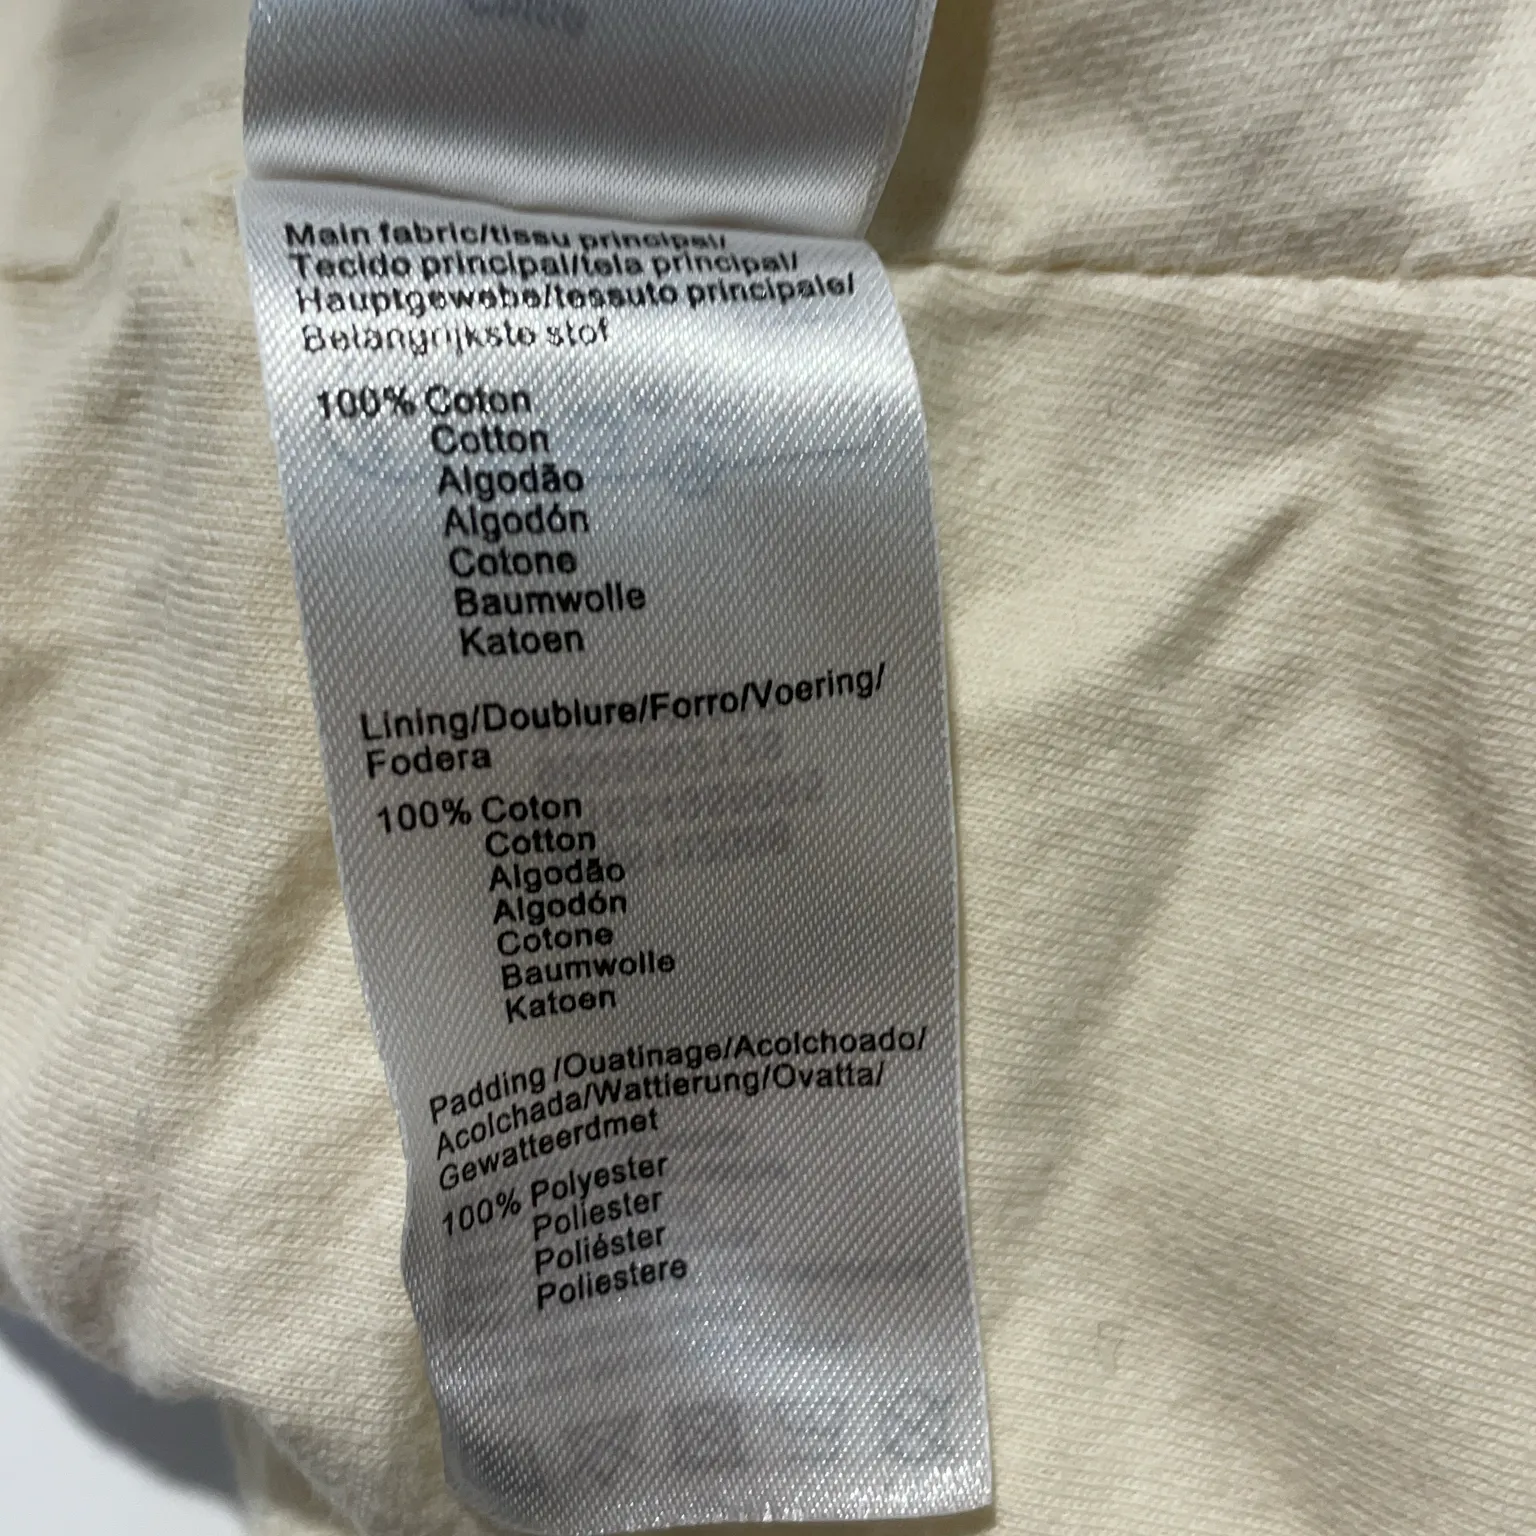 Main fabric/tissu principal/
Tecido principal/tela principal/
Hauptgewebe/tessuto principale/
Belangrijkste stof
100% Coton
Cotton
Algodão
Algodón
Cotone
Baumwolle
Katoen
Lining/Doublure/Forro/Voering/
Fodera
100% Coton
Cotton
Algodão
Algodón
Cotone
Baumwolle
Katoen
Padding /Ouatinage/Acolchoado/
Acolchada/Wattierung/Ovatta/
Gewatteerdmet
100% Polyester
Poliester
Poliéster
Poliestere